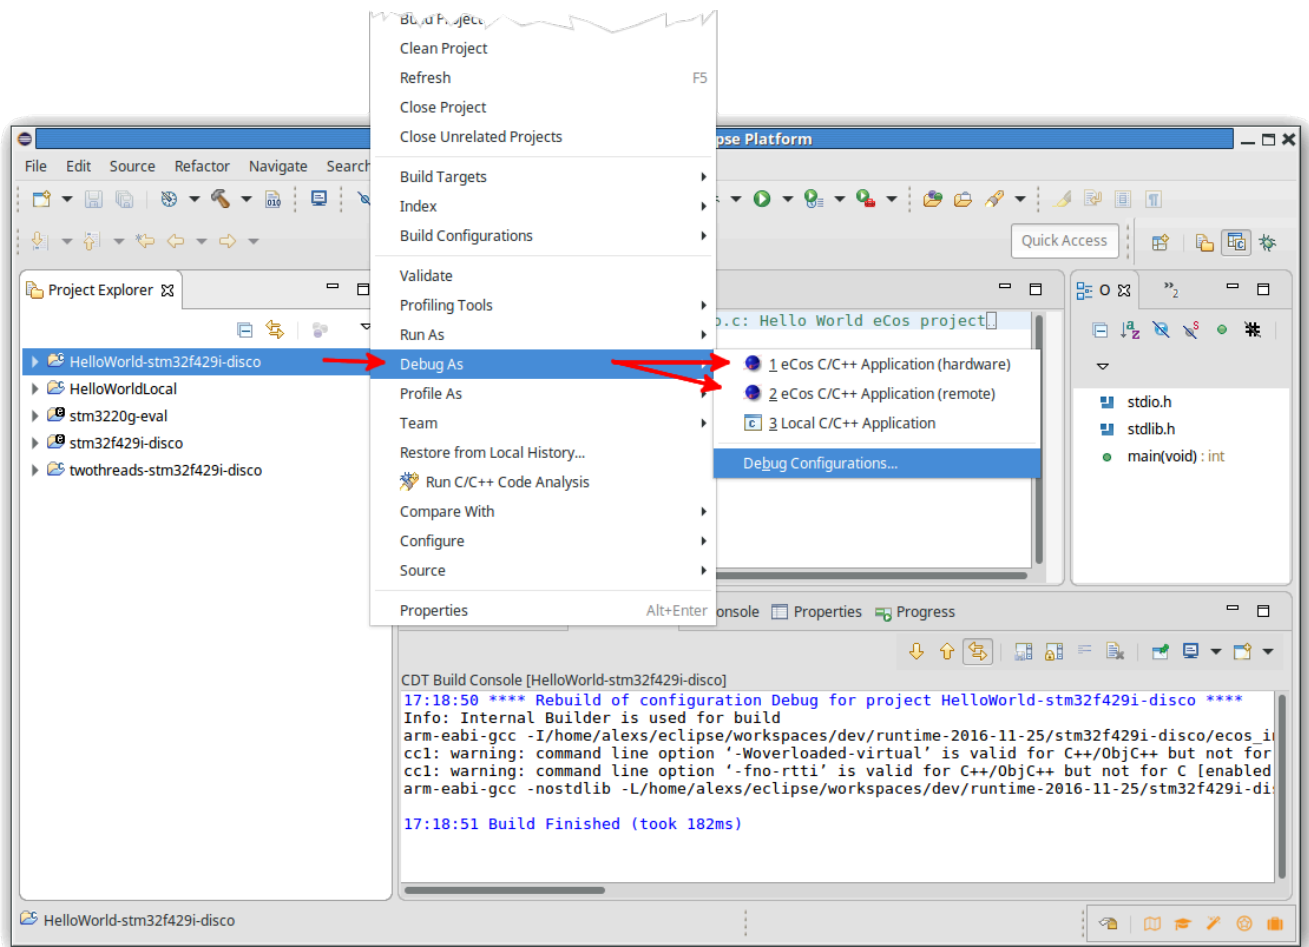 Build Project
Clean Project
Refresh F5
Close Project
Close Unrelated Projects
pse Platform
File Edit Source Refactor Navigate Search
Build Targets
Index
Build Configurations
Quick Access
Validate
Project Explorer
O
»2
Profiling Tools
o.c: Hello World eCos project..
Run As
HelloWorld-stm32f429i-disco
Debug As
1 eCos C/C++ Application (hardware)
HelloWorldLocal
Profile As
2 eCos C/C++ Application (remote)
stdio.h
stm3220g-eval
Team
3 Local C/C++ Application
stdlib.h
stm32f429i-disco
Restore from Local History...
main(void) : int
Debug Configurations...
twothreads-stm32f429i-disco
Run C/C++ Code Analysis
Compare With
Configure
Source
Properties Alt+Enter
onsole Properties Progress
CDT Build Console [HelloWorld-stm32f429i-disco]
17:18:50 **** Rebuild of configuration Debug for project HelloWorld-stm32f429i-disco ****
Info: Internal Builder is used for build
arm-eabi-gcc -I/home/alexs/eclipse/workspaces/dev/runtime-2016-11-25/stm32f429i-disco/ecos_in
cc1: warning: command line option ‘-Woverloaded-virtual’ is valid for C++/ObjC++ but not for
cc1: warning: command line option ‘-fno-rtti’ is valid for C++/ObjC++ but not for C [enabled
arm-eabi-gcc -nostdlib -L/home/alexs/eclipse/workspaces/dev/runtime-2016-11-25/stm32f429i-di
17:18:51 Build Finished (took 182ms)
HelloWorld-stm32f429i-disco